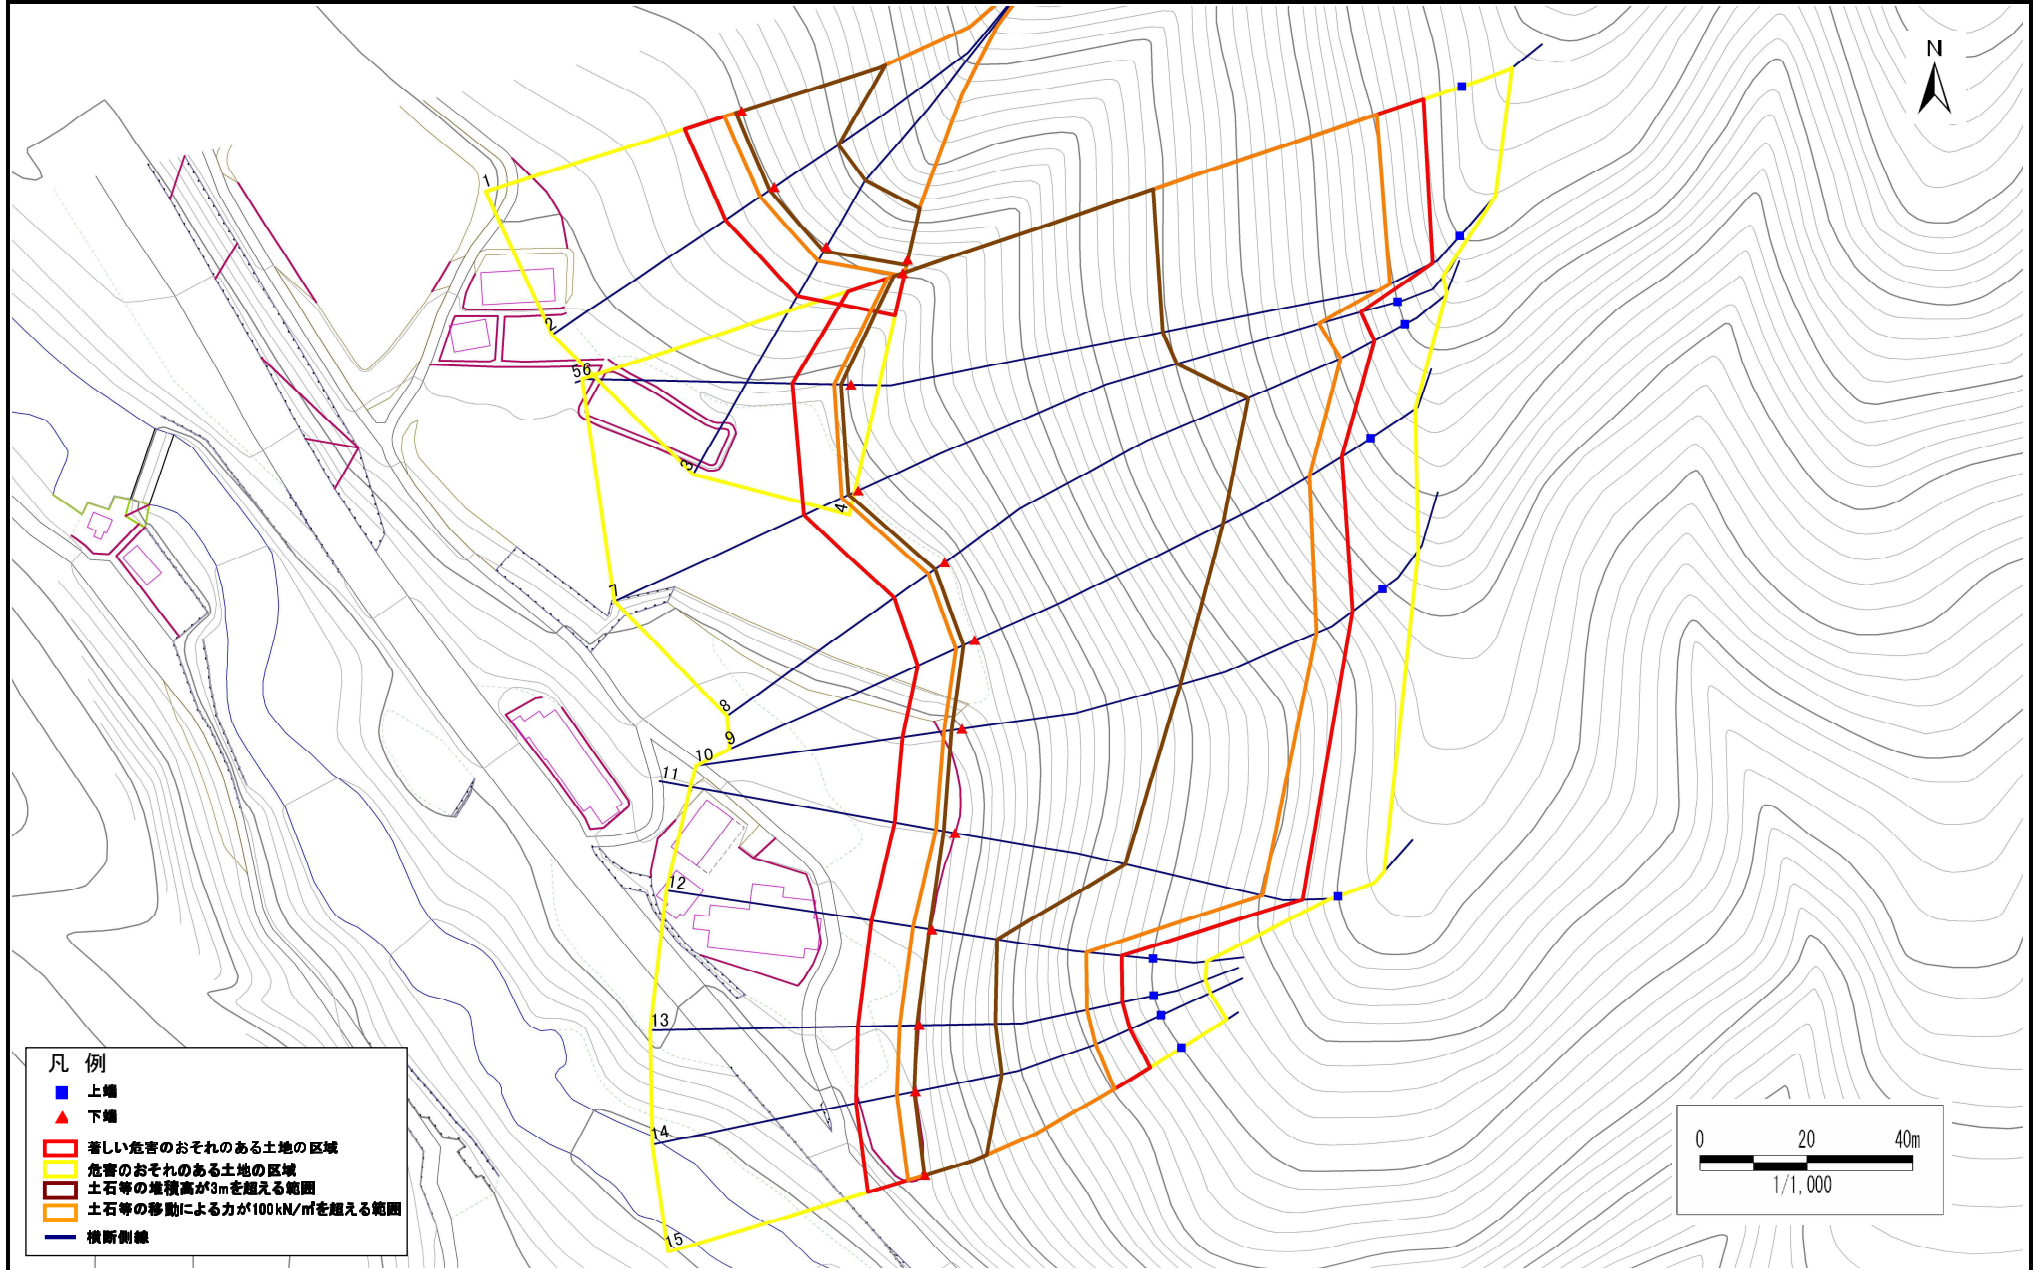 N
1
2
56
3
4
7
8
9
10
11
12
13
14
15
凡 例
上端
下端
著しい危害のおそれのある土地の区域
危害のおそれのある土地の区域
土石等の堆積高が3mを超える範囲
土石等の移動による力が100kN/㎡を超える範囲
横断側線
0 20 40m
1/1,000